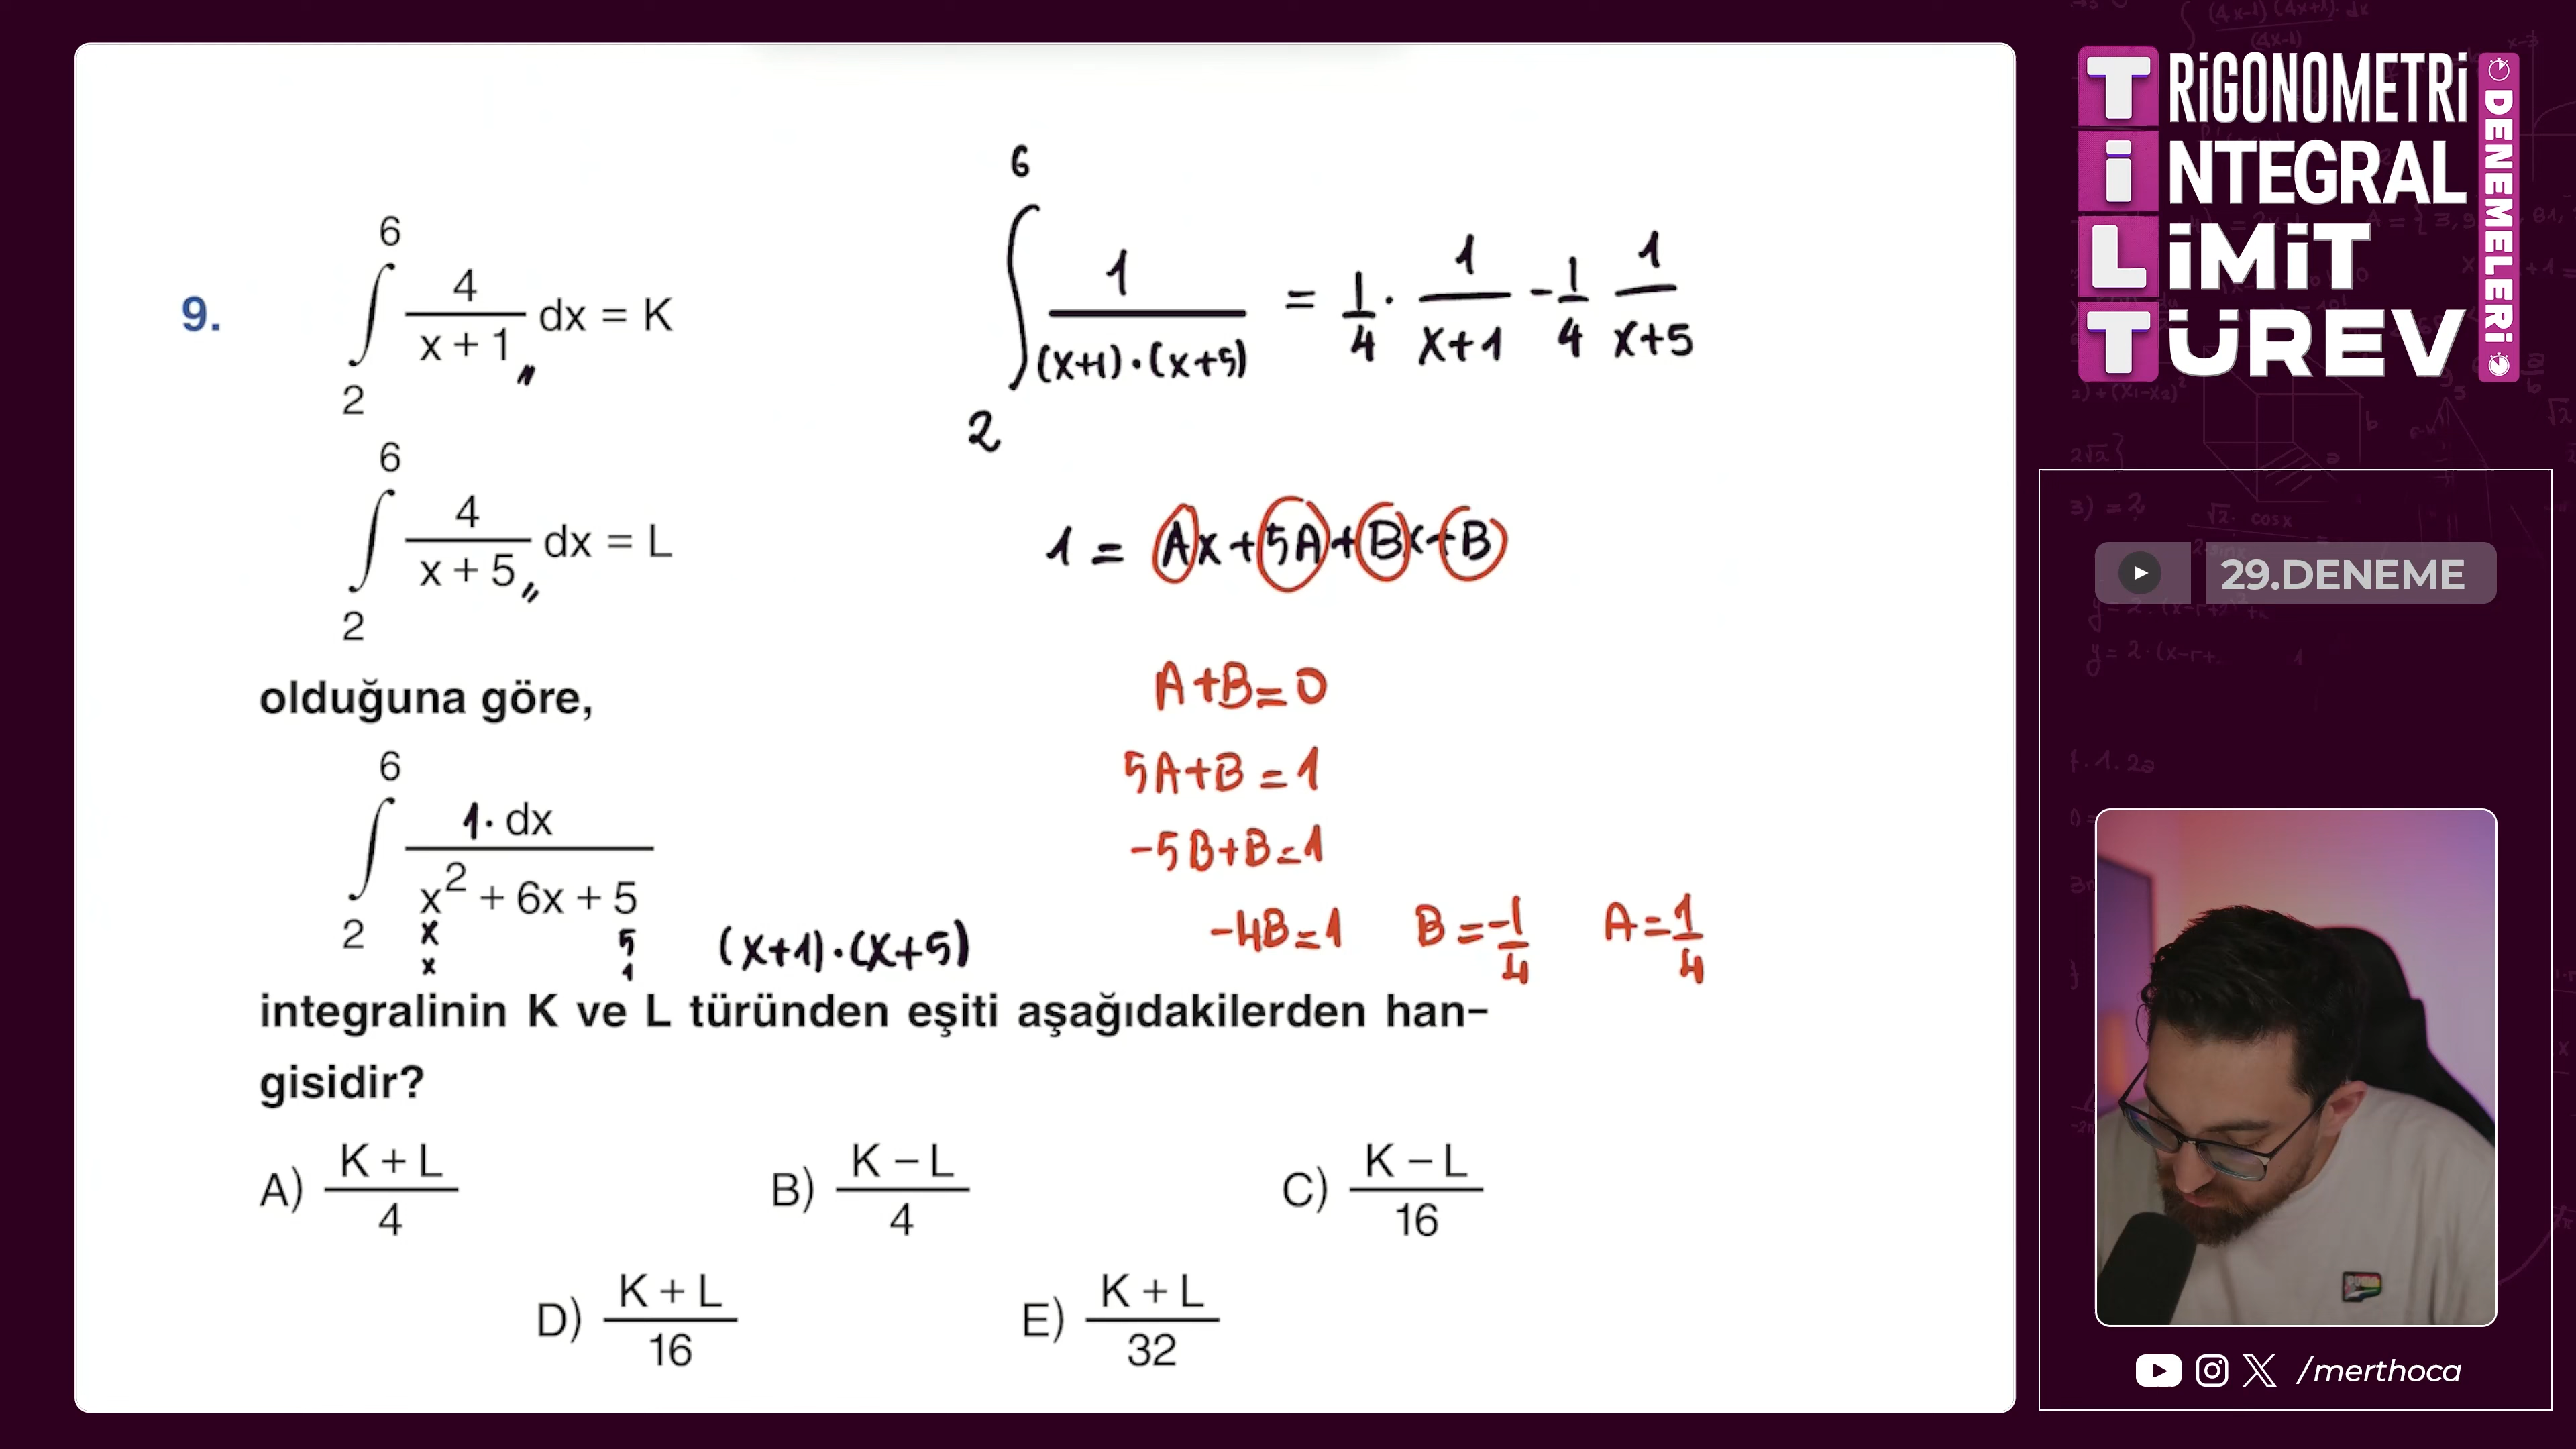 9.
6
∫ 4/(x + 1) dx = K
2
6
∫ 4/(x + 5) dx = L
2
olduğuna göre,
6
∫ 1· dx/(x² + 6x + 5)
2
x 5
x 1
(x+1)·(x+5)
integralinin K ve L türünden eşiti aşağıdakilerden han-
gisidir?
A) (K + L)/4
B) (K − L)/4
C) (K − L)/16
D) (K + L)/16
E) (K + L)/32
6
∫ 1/((x+1)·(x+5)) = 1/4 · 1/(x+1) - 1/4 1/(x+5)
2
1 = Ax+5A+Bx+B
A+B=0
5A+B=1
-5B+B=1
-4B=1 B=-1/4 A=1/4
TRİGONOMETRİ
İNTEGRAL
LİMİT
TÜREV
DENEMELERİ
29.DENEME
/merthoca